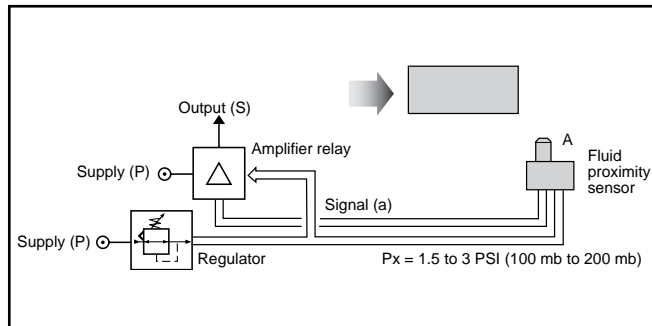 Output (S)
Amplifier relay
A
Fluid
proximity
sensor
Supply (P)
Signal (a)
Supply (P)
Regulator
Px = 1.5 to 3 PSI (100 mb to 200 mb)